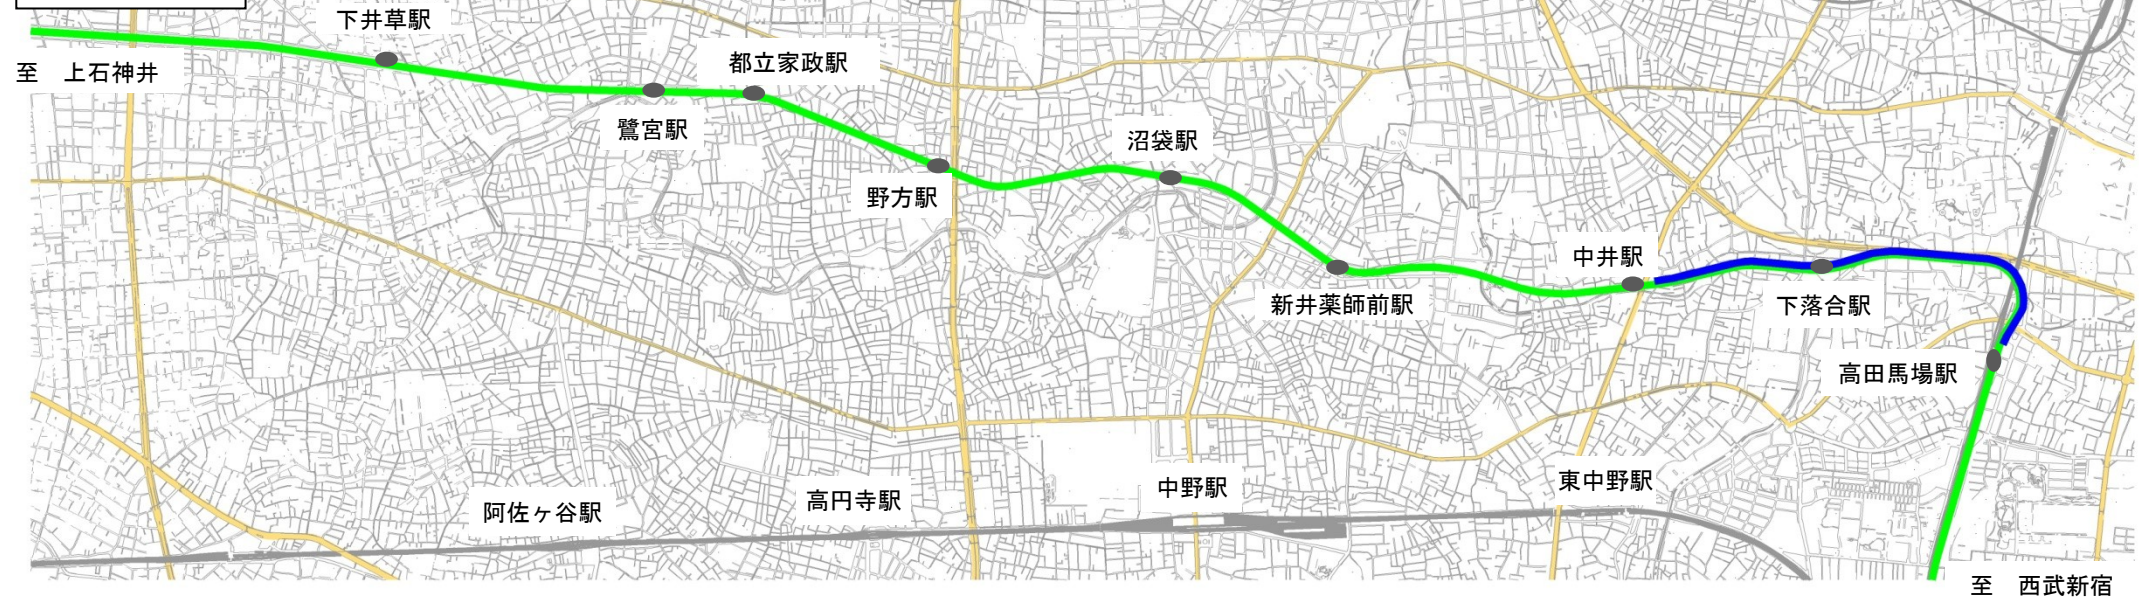 下井草駅
至　上石神井
都立家政駅
鷺宮駅
沼袋駅
野方駅
中井駅
新井薬師前駅
下落合駅
高田馬場駅
東中野駅
中野駅
高円寺駅
阿佐ヶ谷駅
至　西武新宿